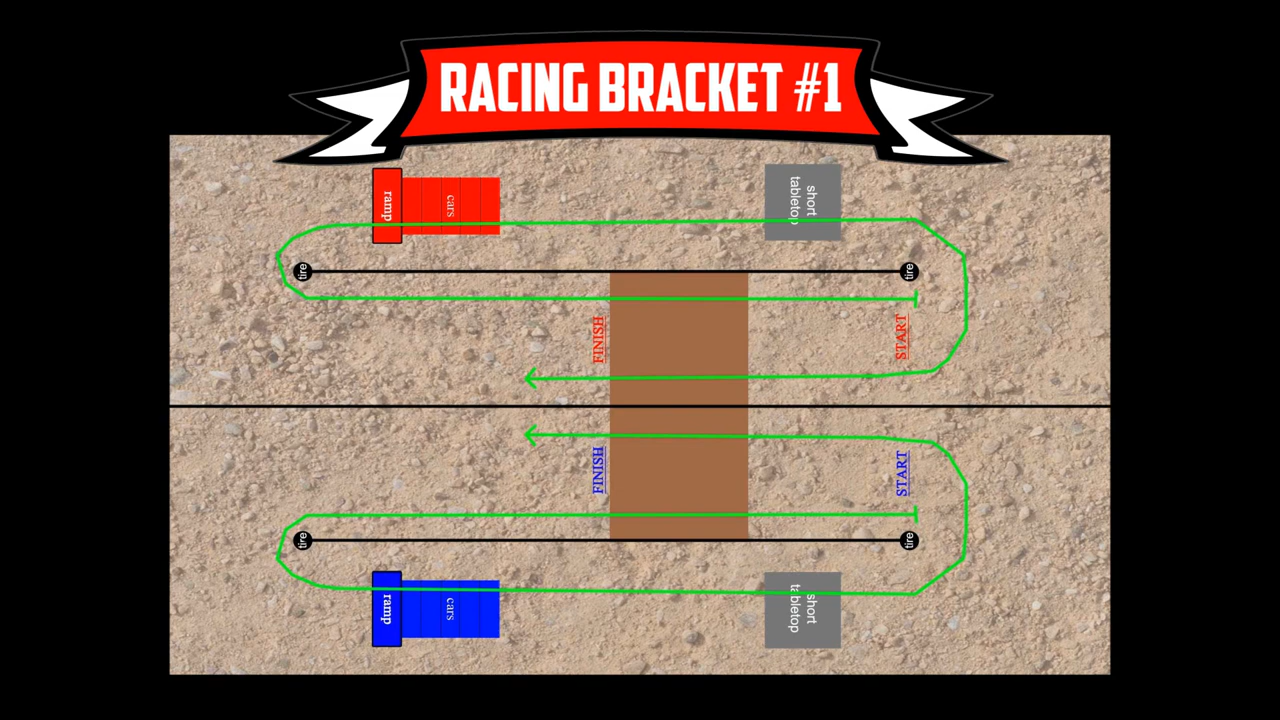 RACING BRACKET #1
ramp
cars
short
tabletop
tire
tire
FINISH
START
FINISH
START
tire
tire
ramp
cars
short
tabletop